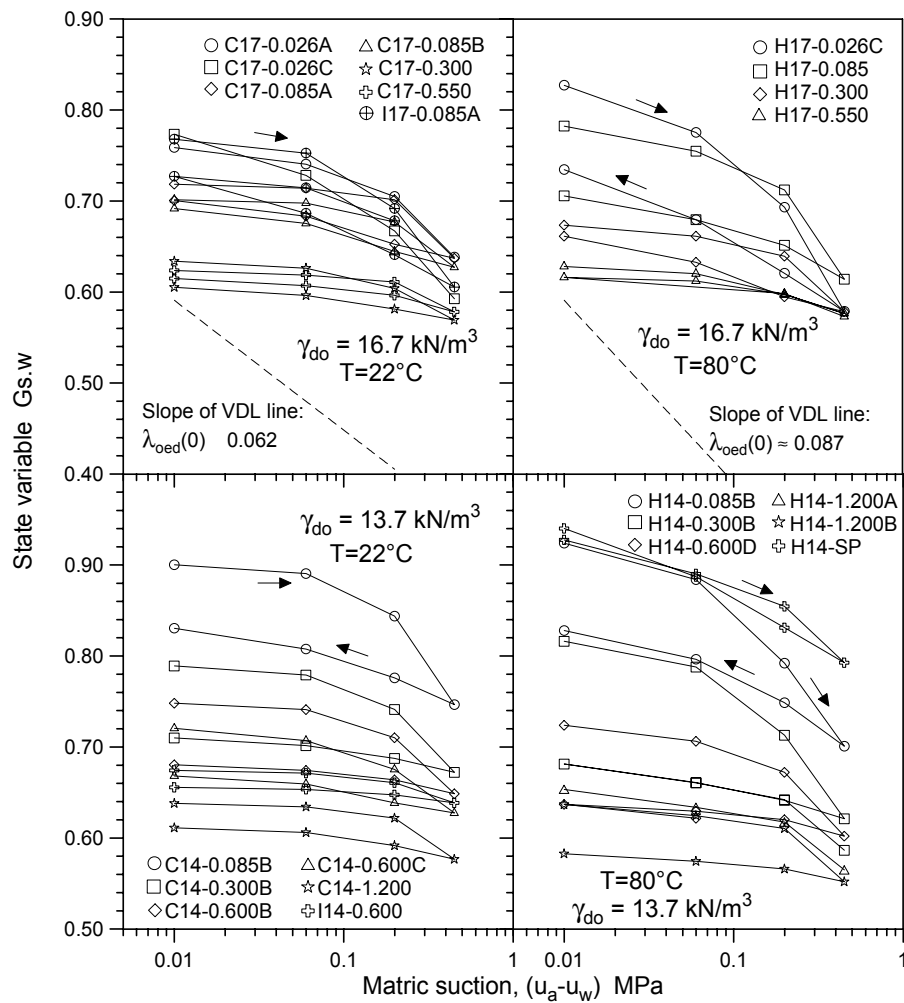 State variable Gs.w
C17-0.026A
C17-0.026C
C17-0.085A
C17-0.085B
C17-0.300
C17-0.550
I17-0.085A
0.90
0.80
0.70
0.60
0.50
0.40
γdo = 16.7 kN/m³
T=22°C
Slope of VDL line:
λoed(0) 0.062
H17-0.026C
H17-0.085
H17-0.300
H17-0.550
γdo = 16.7 kN/m³
T=80°C
Slope of VDL line:
λoed(0) ≈ 0.087
γdo = 13.7 kN/m³
T=22°C
0.90
0.80
0.70
0.60
0.50
C14-0.085B
C14-0.300B
C14-0.600B
C14-0.600C
C14-1.200
I14-0.600
H14-0.085B
H14-0.300B
H14-0.600D
H14-1.200A
H14-1.200B
H14-SP
T=80°C
γdo = 13.7 kN/m³
0.01 0.1 1 0.01 0.1 1
Matric suction, (ua-uw) MPa